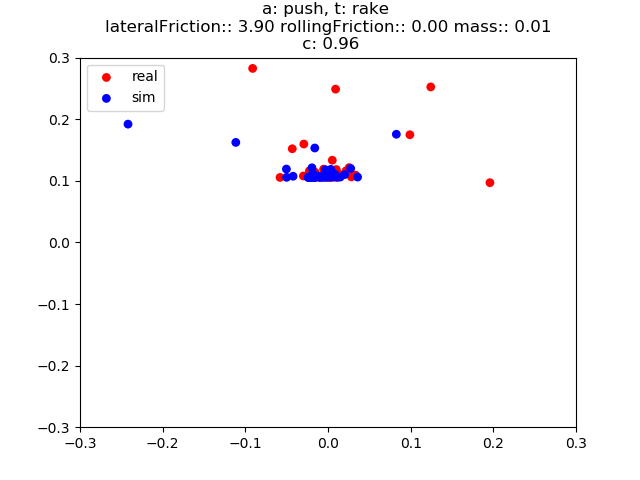 a: push, t: rake
lateralFriction:: 3.90 rollingFriction:: 0.00 mass:: 0.01
c: 0.96
real
sim
0.3
0.2
0.1
0.0
−0.1
−0.2
−0.3
−0.3 −0.2 −0.1 0.0 0.1 0.2 0.3